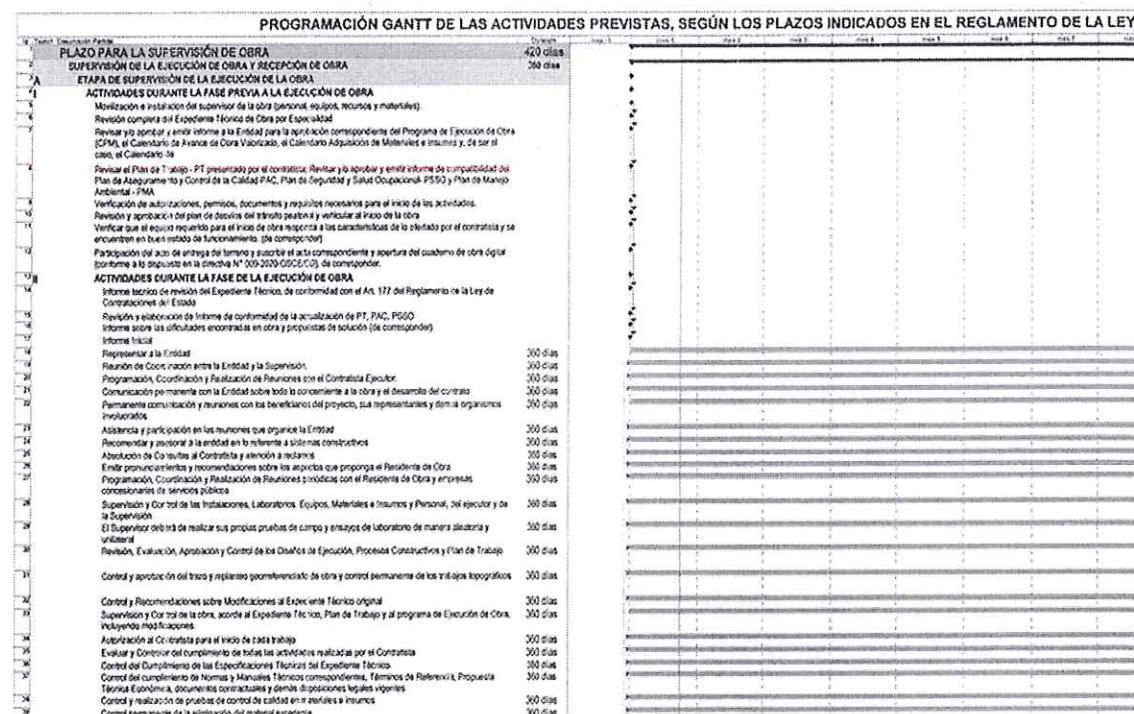 PROGRAMACIÓN GANTT DE LAS ACTIVIDADES PREVISTAS, SEGÚN LOS PLAZOS INDICADOS EN EL REGLAMENTO DE LA LEY
Duración
PLAZO PARA LA SUPERVISIÓN DE OBRA 420 días
SUPERVISIÓN DE LA EJECUCIÓN DE OBRA Y RECEPCIÓN DE OBRA 360 días
A ETAPA DE SUPERVISIÓN DE LA EJECUCIÓN DE LA OBRA
I ACTIVIDADES DURANTE LA FASE PREVIA A LA EJECUCIÓN DE OBRA
Movilización e instalación del supervisor de la obra (personal, equipos, recursos y materiales).
Revisión completa del Expediente Técnico de Obra por Especialidad
Revisar y/o aprobar y emitir informe a la Entidad para la aprobación correspondiente del Programa de Ejecución de Obra
(CPM), el Calendario de Avance de Obra Valorizado, el Calendario Adquisición de Materiales e Insumos y, de ser el
caso, el Calendario de
Revisar el Plan de Trabajo - PT presentado por el contratista. Revisar y/o aprobar y emitir informe de compatibilidad del
Plan de Aseguramiento y Control de la Calidad-PAC, Plan de Seguridad y Salud Ocupacional- PSSO y Plan de Manejo
Ambiental - PMA
Verificación de autorizaciones, permisos, documentos y requisitos necesarios para el inicio de las actividades.
Revisión y aprobación del plan de desvíos del tránsito peatonal y vehicular al inicio de la obra
Verificar que el equipo requerido para el inicio de obra responda a las características de lo ofertado por el contratista y se
encuentren en buen estado de funcionamiento. (de corresponder)
Participación del acto de entrega del terreno y suscribir el acta correspondiente y apertura del cuaderno de obra digital
(conforme a lo dispuesto en la directiva N° 009-2020-OSCE/CD), de corresponder.
II ACTIVIDADES DURANTE LA FASE DE LA EJECUCIÓN DE OBRA
Informe técnico de revisión del Expediente Técnico, de conformidad con el Art. 177 del Reglamento de la Ley de
Contrataciones del Estado
Revisión y elaboración de Informe de conformidad de la actualización de PT, PAC, PSSO
Informe sobre las dificultades encontradas en obra y propuestas de solución (de corresponder)
Informe Inicial
Representar a la Entidad 360 días
Reunión de Coordinación entre la Entidad y la Supervisión. 360 días
Programación, Coordinación y Realización de Reuniones con el Contratista Ejecutor. 360 días
Comunicación permanente con la Entidad sobre todo lo concerniente a la obra y el desarrollo del contrato 360 días
Permanente comunicación y reuniones con los beneficiarios del proyecto, sus representantes y demás organismos 360 días
involucrados
Asistencia y participación en las reuniones que organice la Entidad 360 días
Recomendar y asesorar a la entidad en lo referente a sistemas constructivos 360 días
Absolución de Consultas al Contratista y atención a reclamos 360 días
Emitir pronunciamientos y recomendaciones sobre los aspectos que proponga el Residente de Obra 360 días
Programación, Coordinación y Realización de Reuniones periódicas con el Residente de Obra y empresas 360 días
concesionarias de servicios públicos
Supervisión y Control de las Instalaciones, Laboratorios, Equipos, Materiales e Insumos y Personal, del ejecutor y de 360 días
la Supervisión
El Supervisor deberá de realizar sus propias pruebas de campo y ensayos de laboratorio de manera aleatoria y 360 días
unilateral
Revisión, Evaluación, Aprobación y Control de los Diseños de Ejecución, Procesos Constructivos y Plan de Trabajo 360 días
Control y aprobación del trazo y replanteo georreferenciado de obra y control permanente de los trabajos topográficos 360 días
Control y Recomendaciones sobre Modificaciones al Expediente Técnico original 360 días
Supervisión y Control de la obra, acorde al Expediente Técnico, Plan de Trabajo y al programa de Ejecución de Obra, 360 días
incluyendo modificaciones.
Autorización al Contratista para el inicio de cada trabajo 360 días
Evaluar y Controlar del cumplimiento de todas las actividades realizadas por el Contratista 360 días
Control del Cumplimiento de las Especificaciones Técnicas del Expediente Técnico. 360 días
Control del cumplimiento de Normas y Manuales Técnicos correspondientes, Términos de Referencia, Propuesta 360 días
Técnica Económica, documentos contractuales y demás disposiciones legales vigentes
Control y realización de pruebas de control de calidad en materiales e insumos 360 días
Control permanente de la eliminación del material excedente 360 días